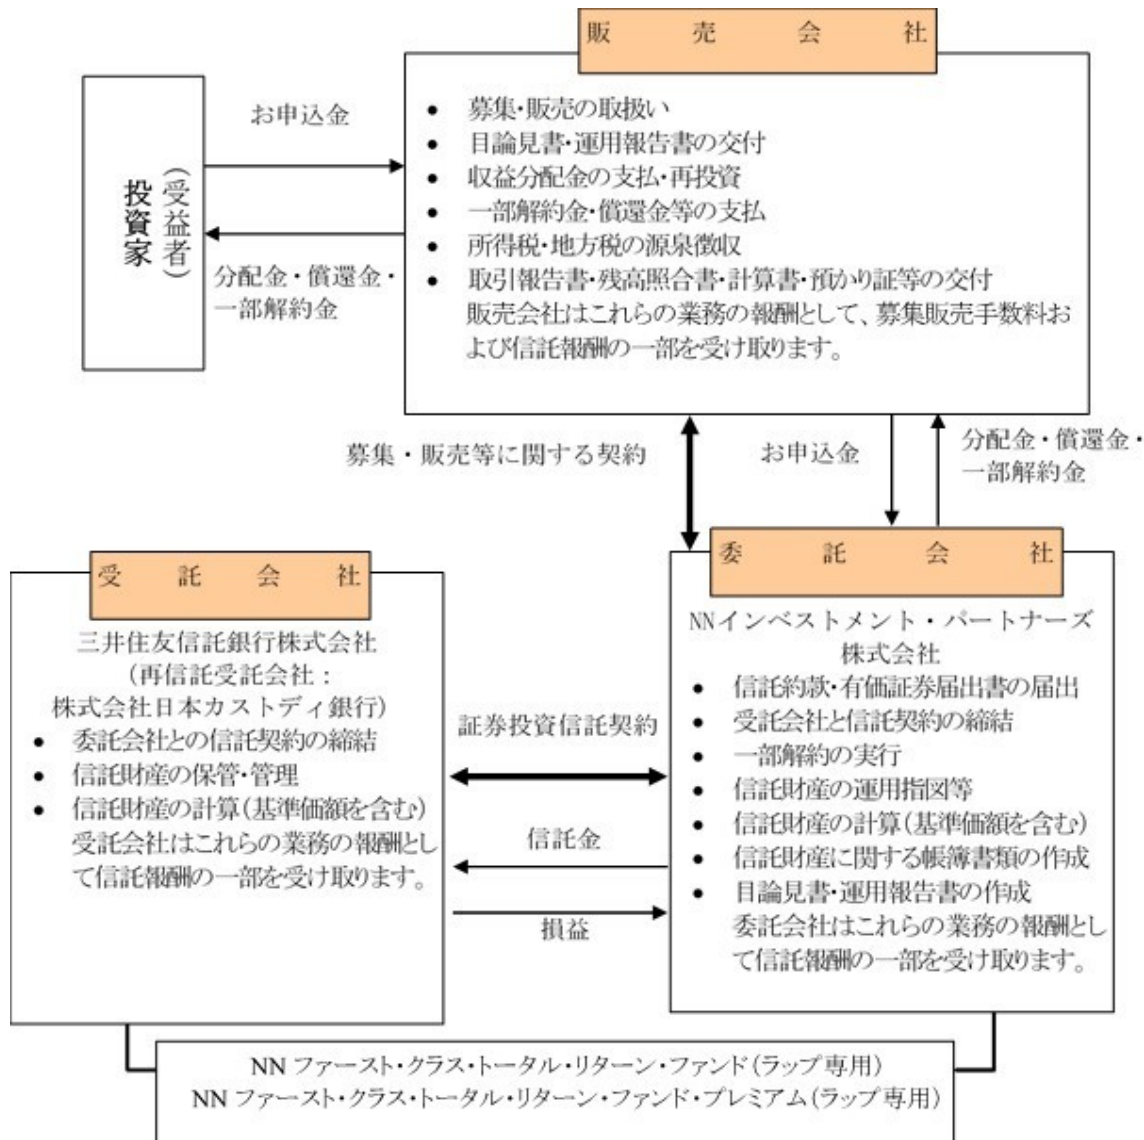 販売会社
お申込金
投資家
(受益者)
分配金・償還金・
一部解約金
● 募集・販売の取扱い
● 目論見書・運用報告書の交付
● 収益分配金の支払・再投資
● 一部解約金・償還金等の支払
● 所得税・地方税の源泉徴収
● 取引報告書・残高照合書・計算書・預かり証等の交付
販売会社はこれらの業務の報酬として、募集販売手数料お
よび信託報酬の一部を受け取ります。
募集・販売等に関する契約
お申込金
分配金・償還金・
一部解約金
受託会社
三井住友信託銀行株式会社
(再信託受託会社:
株式会社日本カストディ銀行)
● 委託会社との信託契約の締結
● 信託財産の保管・管理
● 信託財産の計算(基準価額を含む)
受託会社はこれらの業務の報酬とし
て信託報酬の一部を受け取ります。
証券投資信託契約
信託金
損益
委託会社
NNインベストメント・パートナーズ
株式会社
● 信託約款・有価証券届出書の届出
● 受託会社と信託契約の締結
● 一部解約の実行
● 信託財産の運用指図等
● 信託財産の計算(基準価額を含む)
● 信託財産に関する帳簿書類の作成
● 目論見書・運用報告書の作成
委託会社はこれらの業務の報酬とし
て信託報酬の一部を受け取ります。
NN ファースト・クラス・トータル・リターン・ファンド(ラップ専用)
NN ファースト・クラス・トータル・リターン・ファンド・プレミアム(ラップ専用)